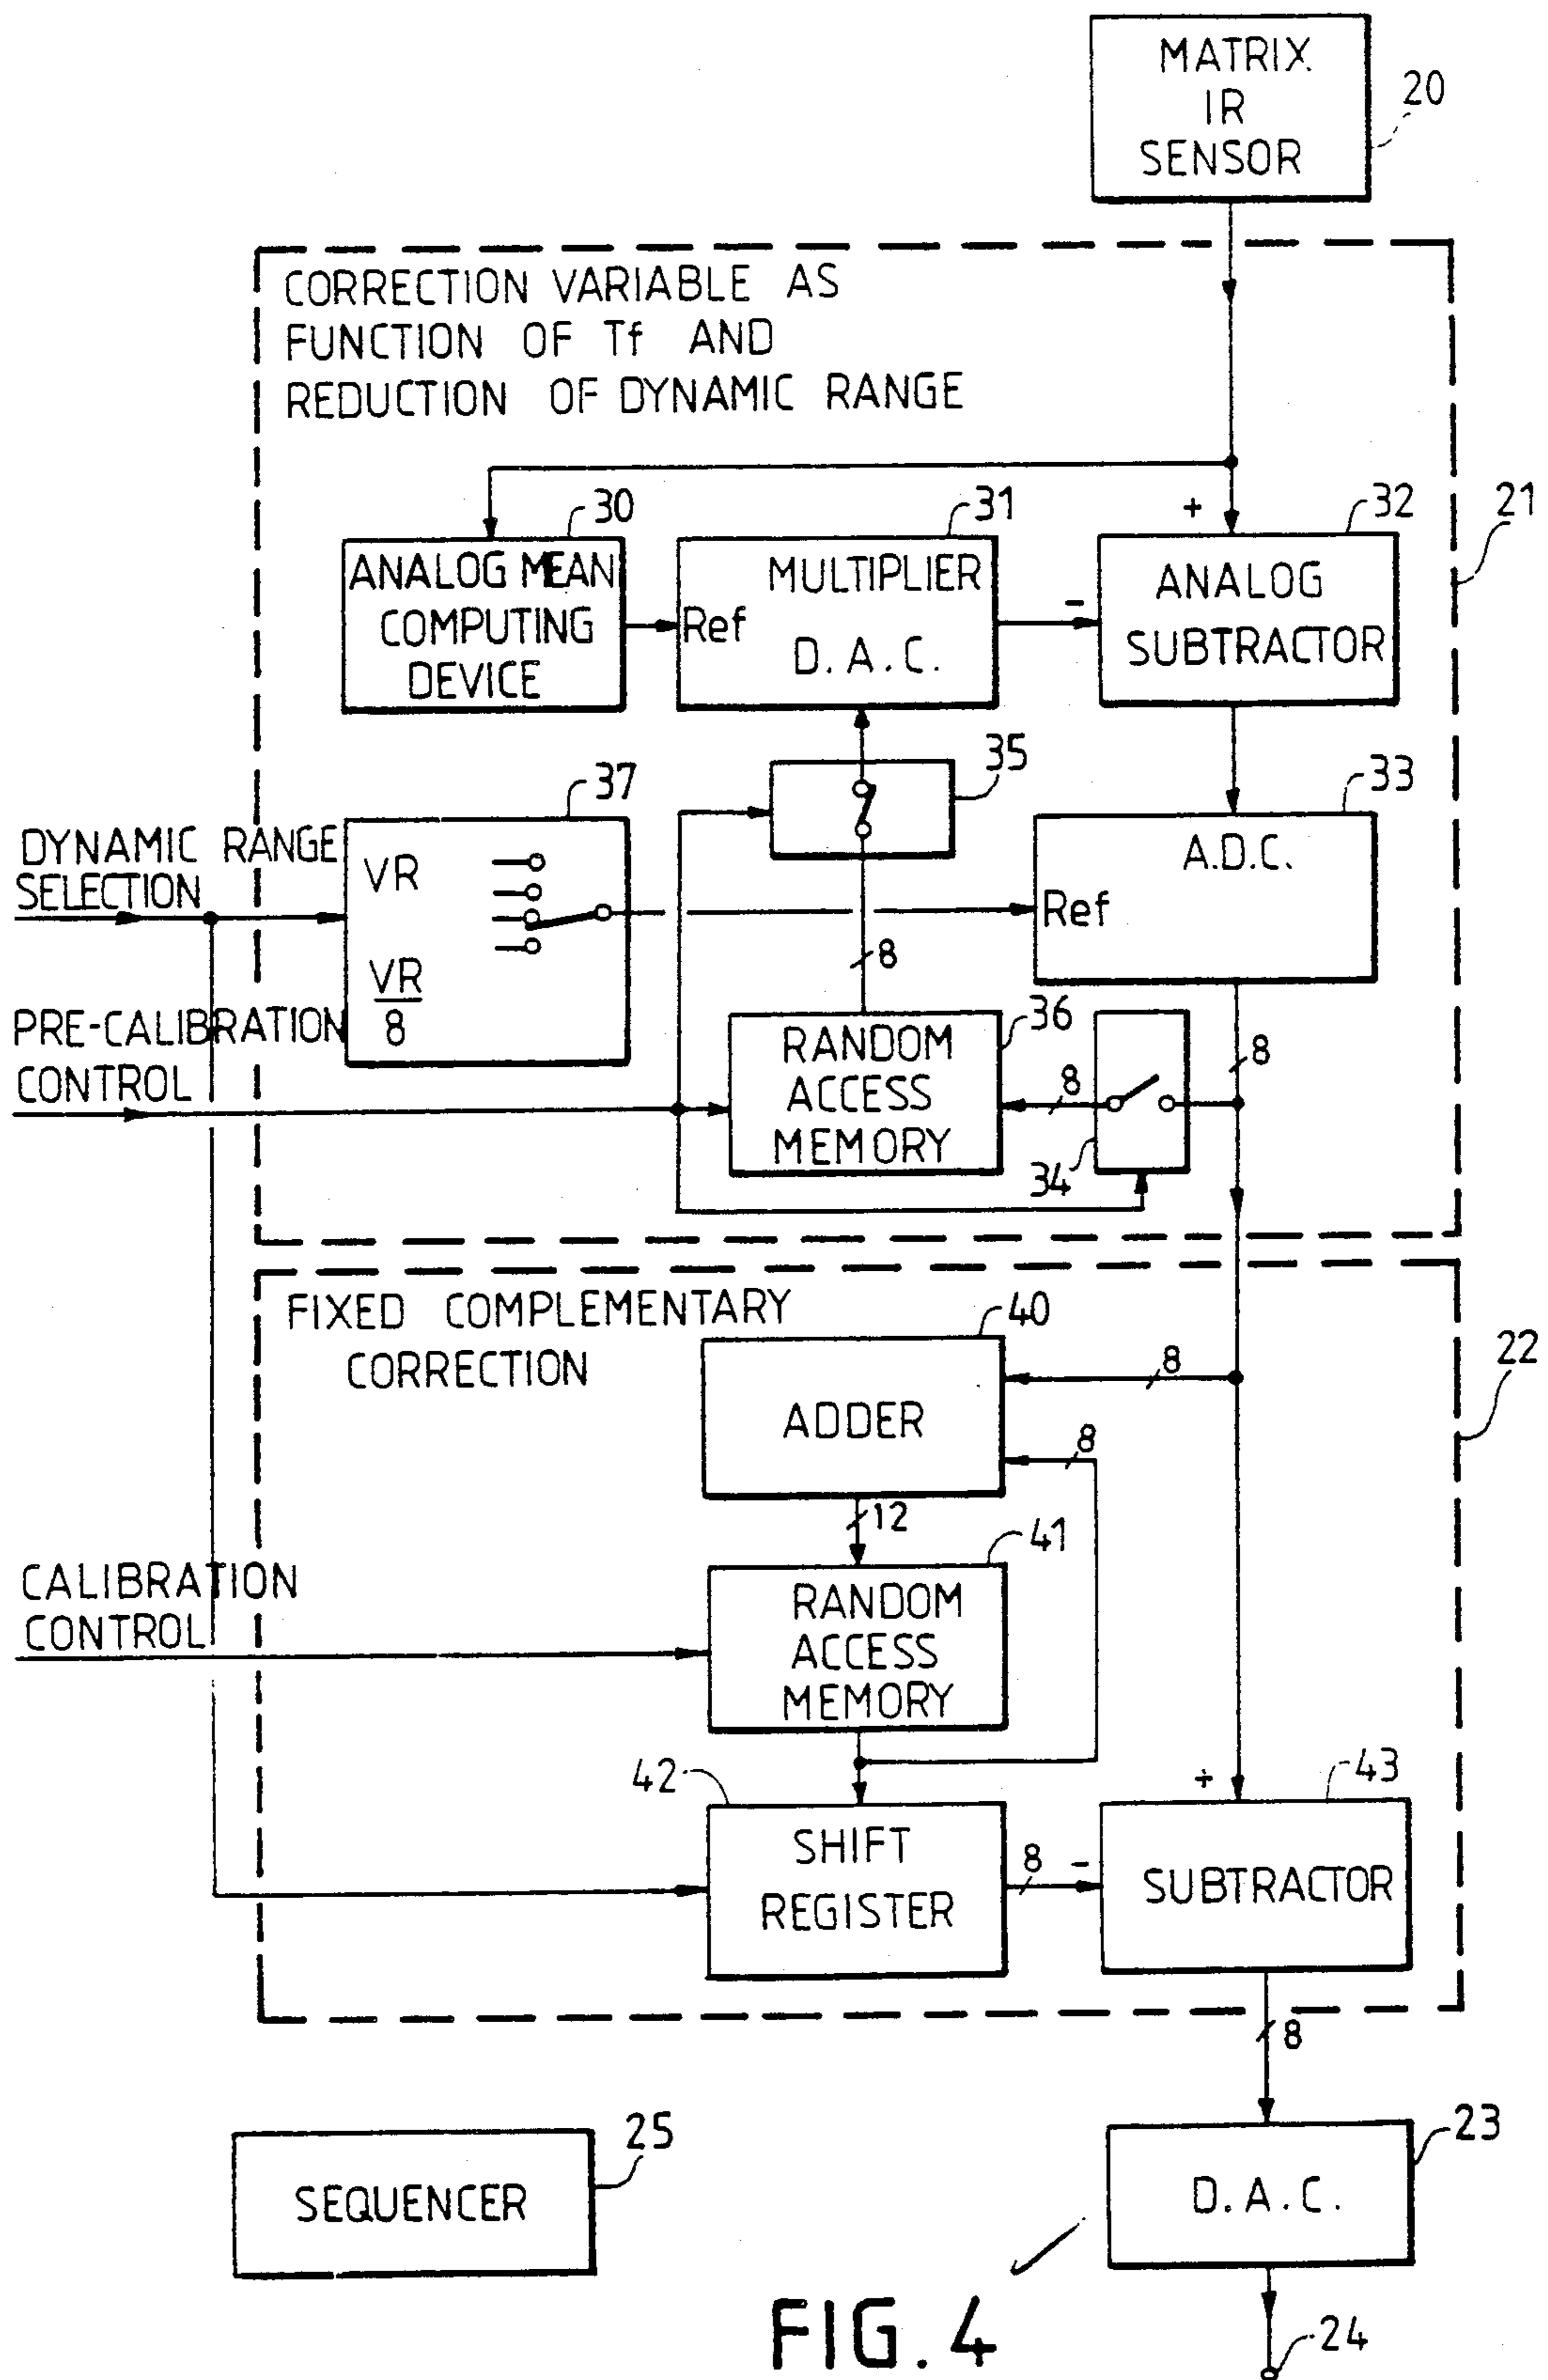 MATRIX
IR
SENSOR
20
CORRECTION VARIABLE AS
FUNCTION OF Tf AND
REDUCTION OF DYNAMIC RANGE
21
30
ANALOG MEAN
COMPUTING
DEVICE
31
MULTIPLIER
Ref
D.A.C.
+
-
32
ANALOG
SUBTRACTOR
35
37
VR
VR
8
DYNAMIC RANGE
SELECTION
33
A.D.C.
Ref
8
PRE-CALIBRATION
CONTROL
36
RANDOM
ACCESS
MEMORY
8
34
8
FIXED COMPLEMENTARY
CORRECTION
22
40
ADDER
8
8
12
41
RANDOM
ACCESS
MEMORY
CALIBRATION
CONTROL
42
SHIFT
REGISTER
8
-
+
43
SUBTRACTOR
8
25
SEQUENCER
23
D.A.C.
24
FIG. 4